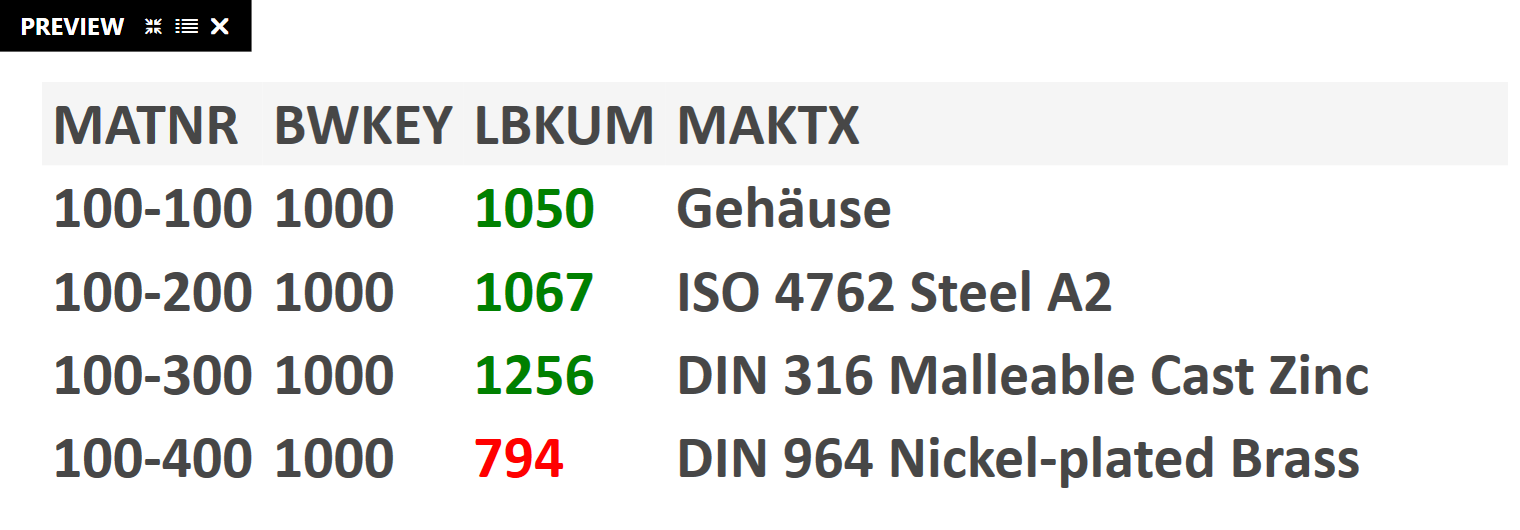 PREVIEW
MATNR BWKEY LBKUM MAKTX
100-100 1000 1050 Gehäuse
100-200 1000 1067 ISO 4762 Steel A2
100-300 1000 1256 DIN 316 Malleable Cast Zinc
100-400 1000 794 DIN 964 Nickel-plated Brass